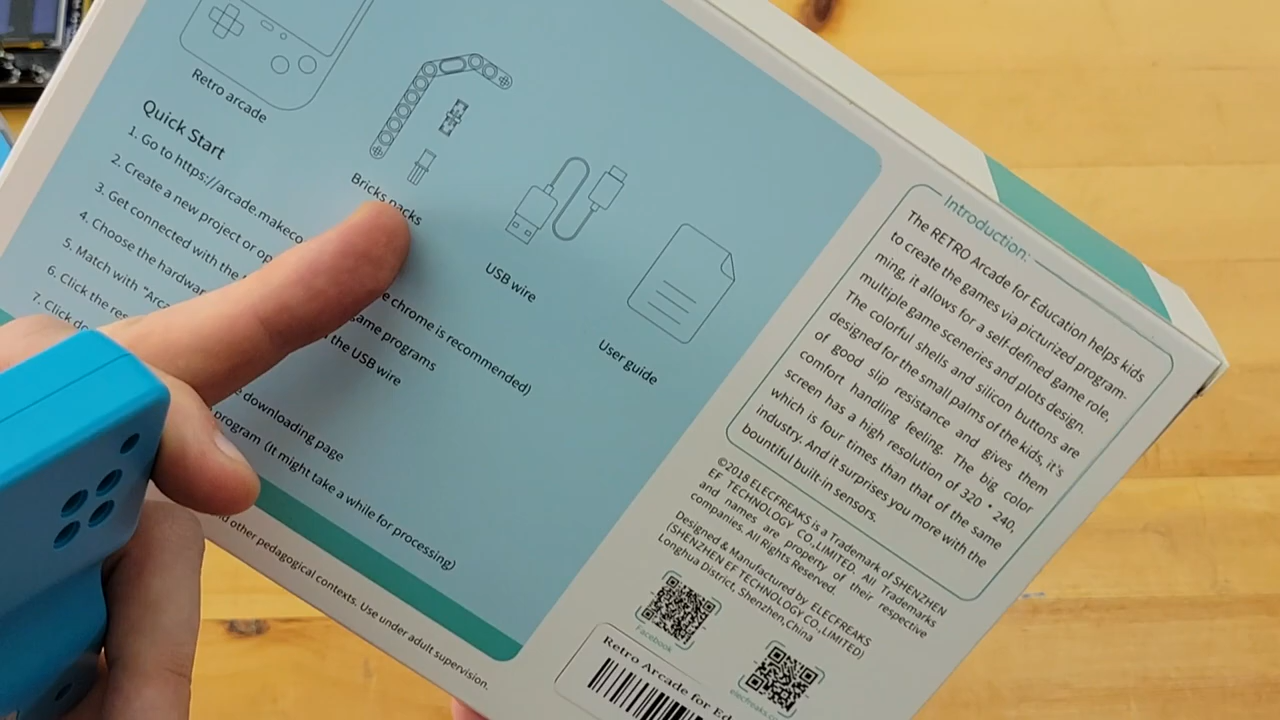 Retro arcade
Bricks packs
USB wire
User guide
Quick Start
1. Go to https://arcade.makeco
e chrome is recommended)
2. Create a new project or op
game programs
3. Get connected with the
the USB wire
4. Choose the hardwar
5. Match with "Arca
e downloading page
6. Click the res
7. Click do
program (It might take a while for processing)
nd other pedagogical contexts. Use under adult supervision.
Introduction:
The RETRO Arcade for Education helps kids
to create the games via picturized program-
ming, it allows for a self-defined game role,
multiple game sceneries and plots design.
The colorful shells and silicon buttons are
designed for the small palms of the kids, it's
of good slip resistance and gives them
comfort handling feeling. The big color
screen has a high resolution of 320 * 240,
which is four times than that of the same
industry. And it surprises you more with the
bountiful built-in sensors.
©2018 ELECFREAKS is a Trademark of SHENZHEN
EF TECHNOLOGY CO.,LIMITED. All Trademarks
and names are property of their respective
companies. All Rights Reserved.
Designed & Manufactured by, ELECFREAKS
(SHENZHEN EF TECHNOLOGY CO.,LIMITED)
Longhua District, Shenzhen,China
Facebook
elecfreaks.co
Retro Arcade for Ed